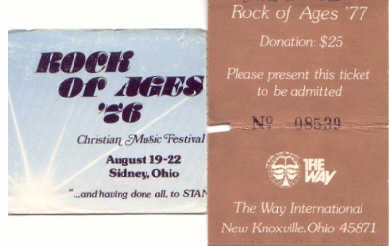 ROCK
OF AGES
'76
Christian Music Festival
August 19-22
Sidney, Ohio
"...and having done all, to STAN
Rock of Ages '77
Donation: $25
Please present this ticket
to be admitted
Nº 98539
THE
WAY
The Way International
New Knoxville, Ohio 45871